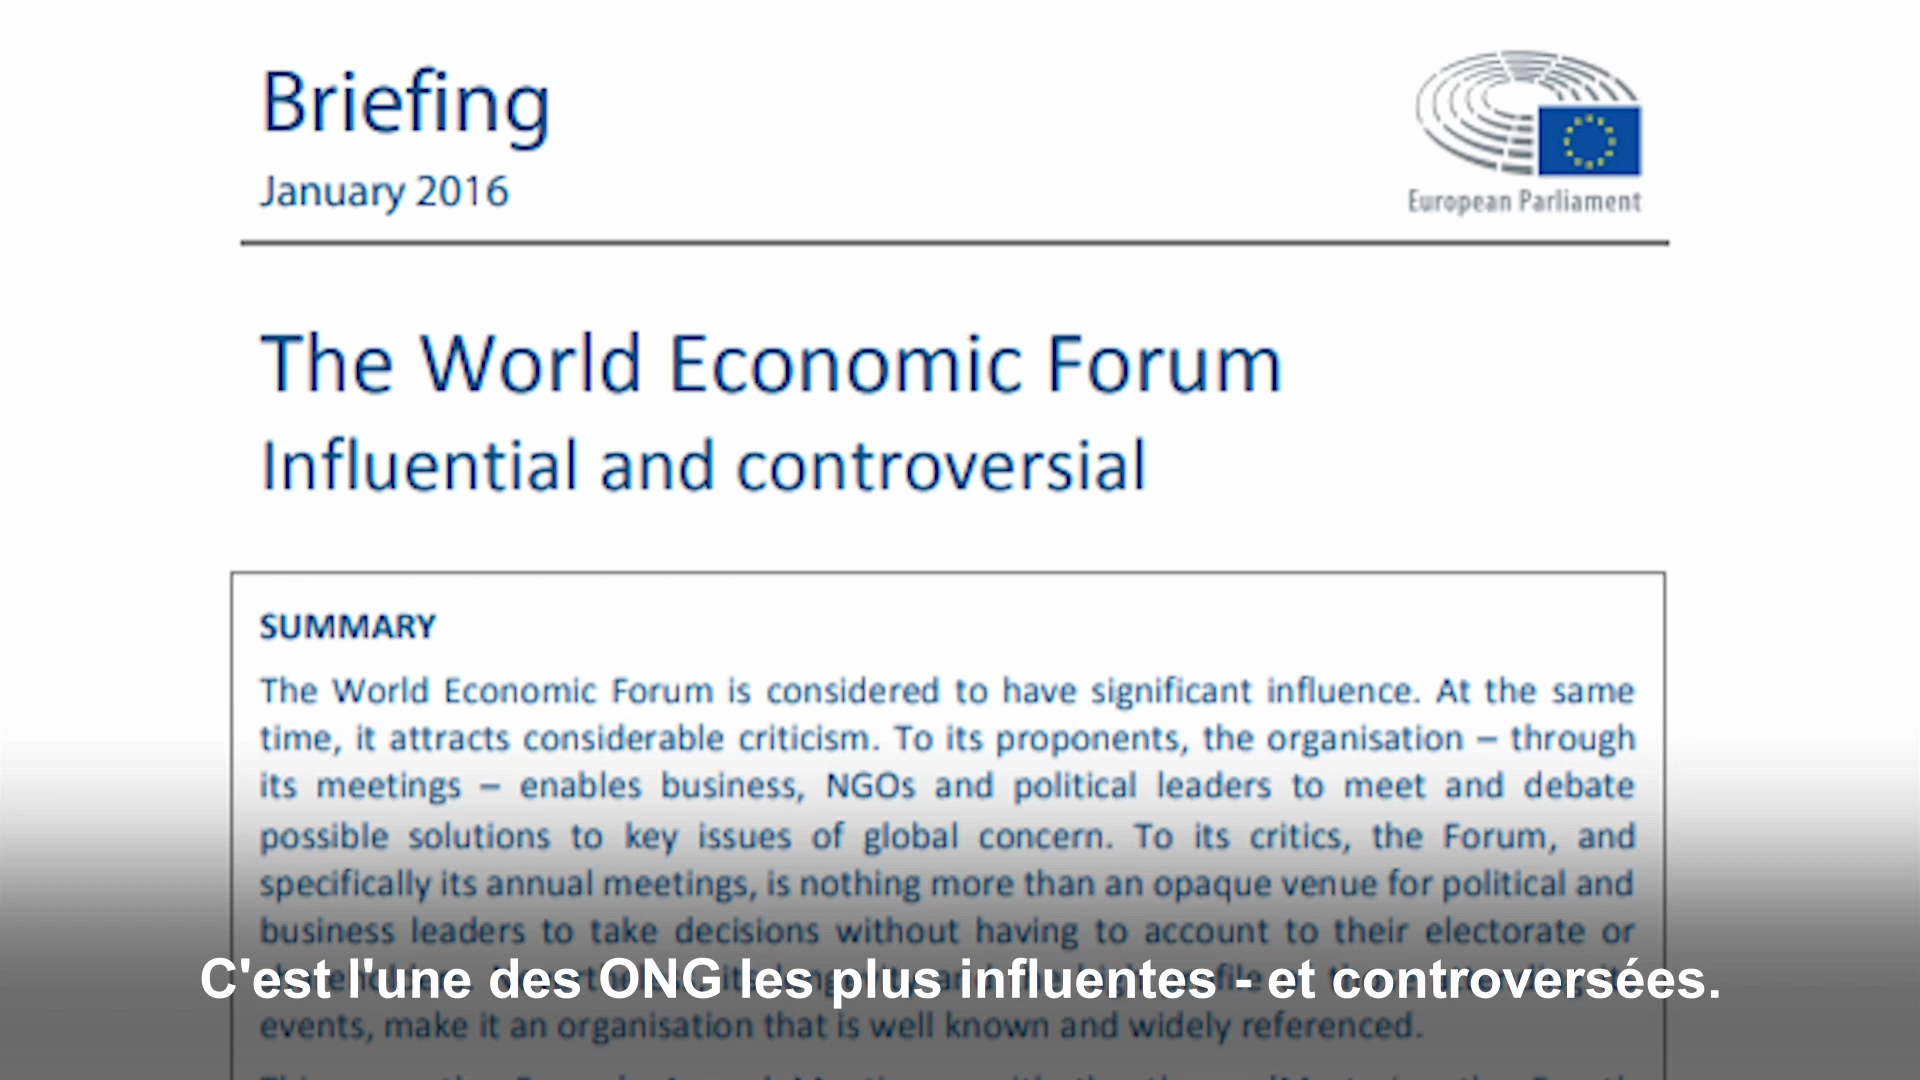 Briefing
January 2016
European Parliament
The World Economic Forum
Influential and controversial
SUMMARY
The World Economic Forum is considered to have significant influence. At the same
time, it attracts considerable criticism. To its proponents, the organisation – through
its meetings – enables business, NGOs and political leaders to meet and debate
possible solutions to key issues of global concern. To its critics, the Forum, and
specifically its annual meetings, is nothing more than an opaque venue for political and
business leaders to take decisions without having to account to their electorate or
C'est l'une des ONG les plus influentes - et controversées.
events, make it an organisation that is well known and widely referenced.